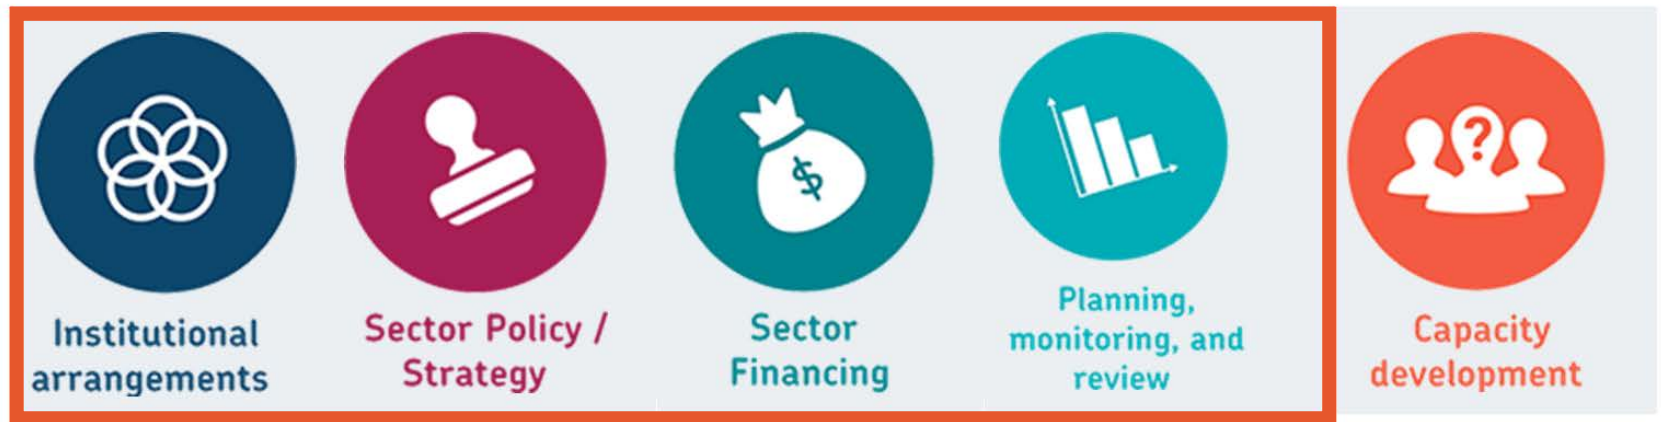 $
?
Institutional
arrangements
Sector Policy /
Strategy
Sector
Financing
Planning,
monitoring, and
review
Capacity
development